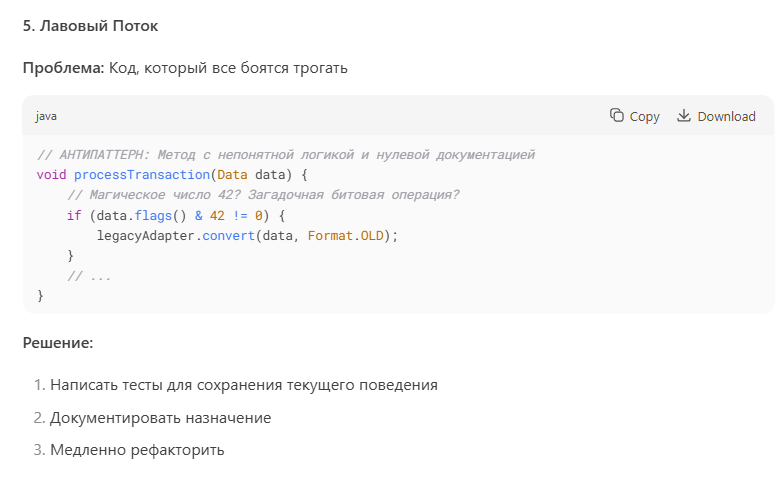 5. Лавовый Поток
Проблема: Код, который все боятся трогать
java
Copy
Download
// АНТИПАТТЕРН: Метод с непонятной логикой и нулевой документацией
void processTransaction(Data data) {
    // Магическое число 42? Загадочная битовая операция?
    if (data.flags() & 42 != 0) {
        legacyAdapter.convert(data, Format.OLD);
    }
    // ...
}
Решение:
1. Написать тесты для сохранения текущего поведения
2. Документировать назначение
3. Медленно рефакторить